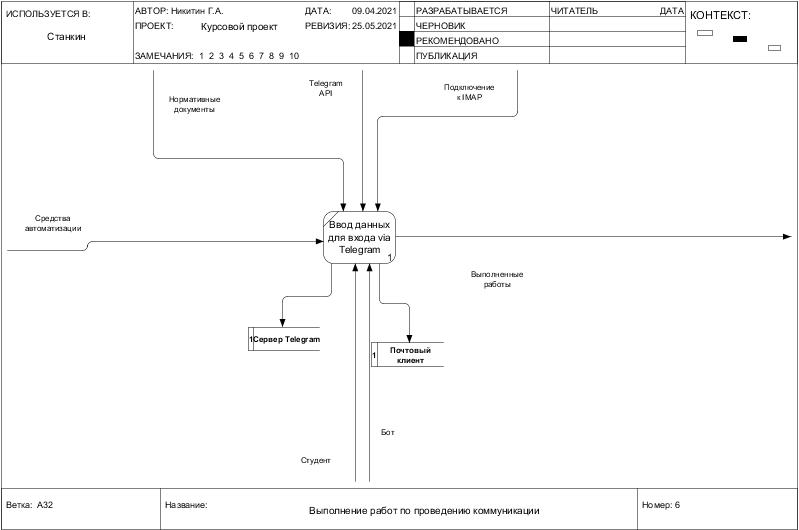 ИСПОЛЬЗУЕТСЯ В:
Станкин
АВТОР: Никитин Г.А.
ДАТА: 09.04.2021
ПРОЕКТ: Курсовой проект
РЕВИЗИЯ: 25.05.2021
ЗАМЕЧАНИЯ: 1 2 3 4 5 6 7 8 9 10
РАЗРАБАТЫВАЕТСЯ
ЧЕРНОВИК
РЕКОМЕНДОВАНО
ПУБЛИКАЦИЯ
ЧИТАТЕЛЬ ДАТА
КОНТЕКСТ:
Нормативные
документы
Telegram
API
Подключение
к IMAP
Средства
автоматизации
Ввод данных
для входа via
Telegram
1
Выполненные
работы
1 Сервер Telegram
1
Почтовый
клиент
Бот
Студент
Ветка: A32
Название:
Выполнение работ по проведению коммуникации
Номер: 6